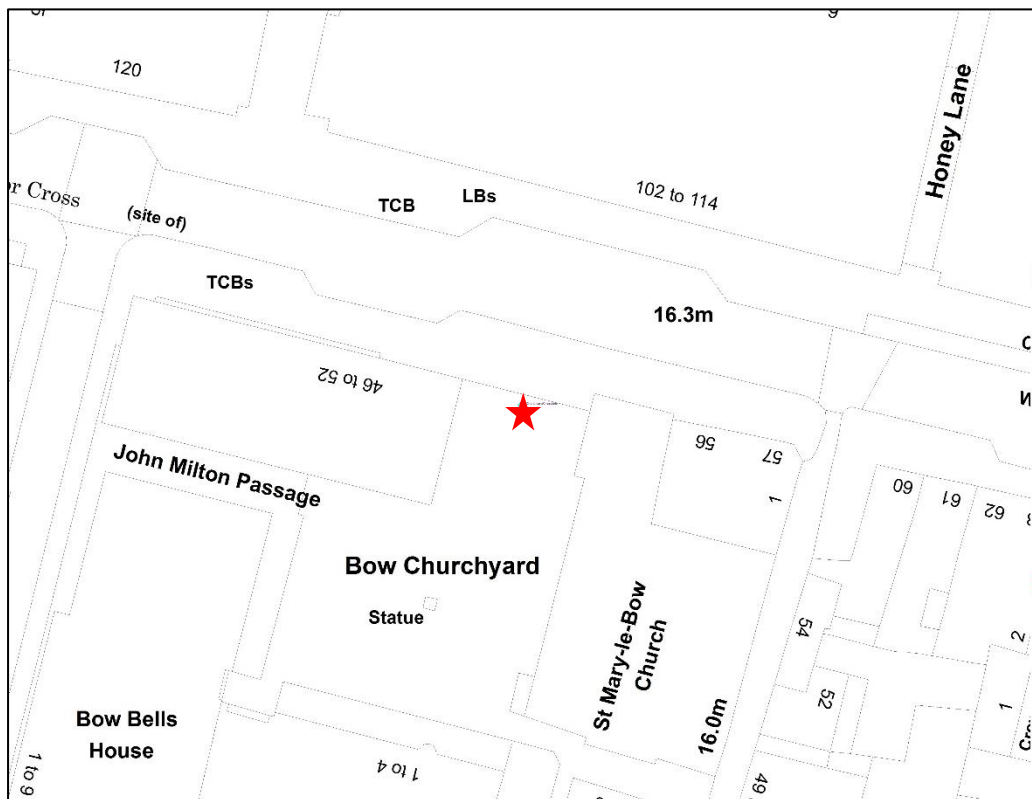 120
Honey Lane
102 to 114
LBs
TCB
or Cross
(site of)
TCBs
16.3m
46 to 52
John Milton Passage
56
57
1
60
61
62
Bow Churchyard
Statue
St Mary-le-Bow
Church
54
2
52
1
16.0m
Bow Bells
House
1 to 9
1 to 4
49